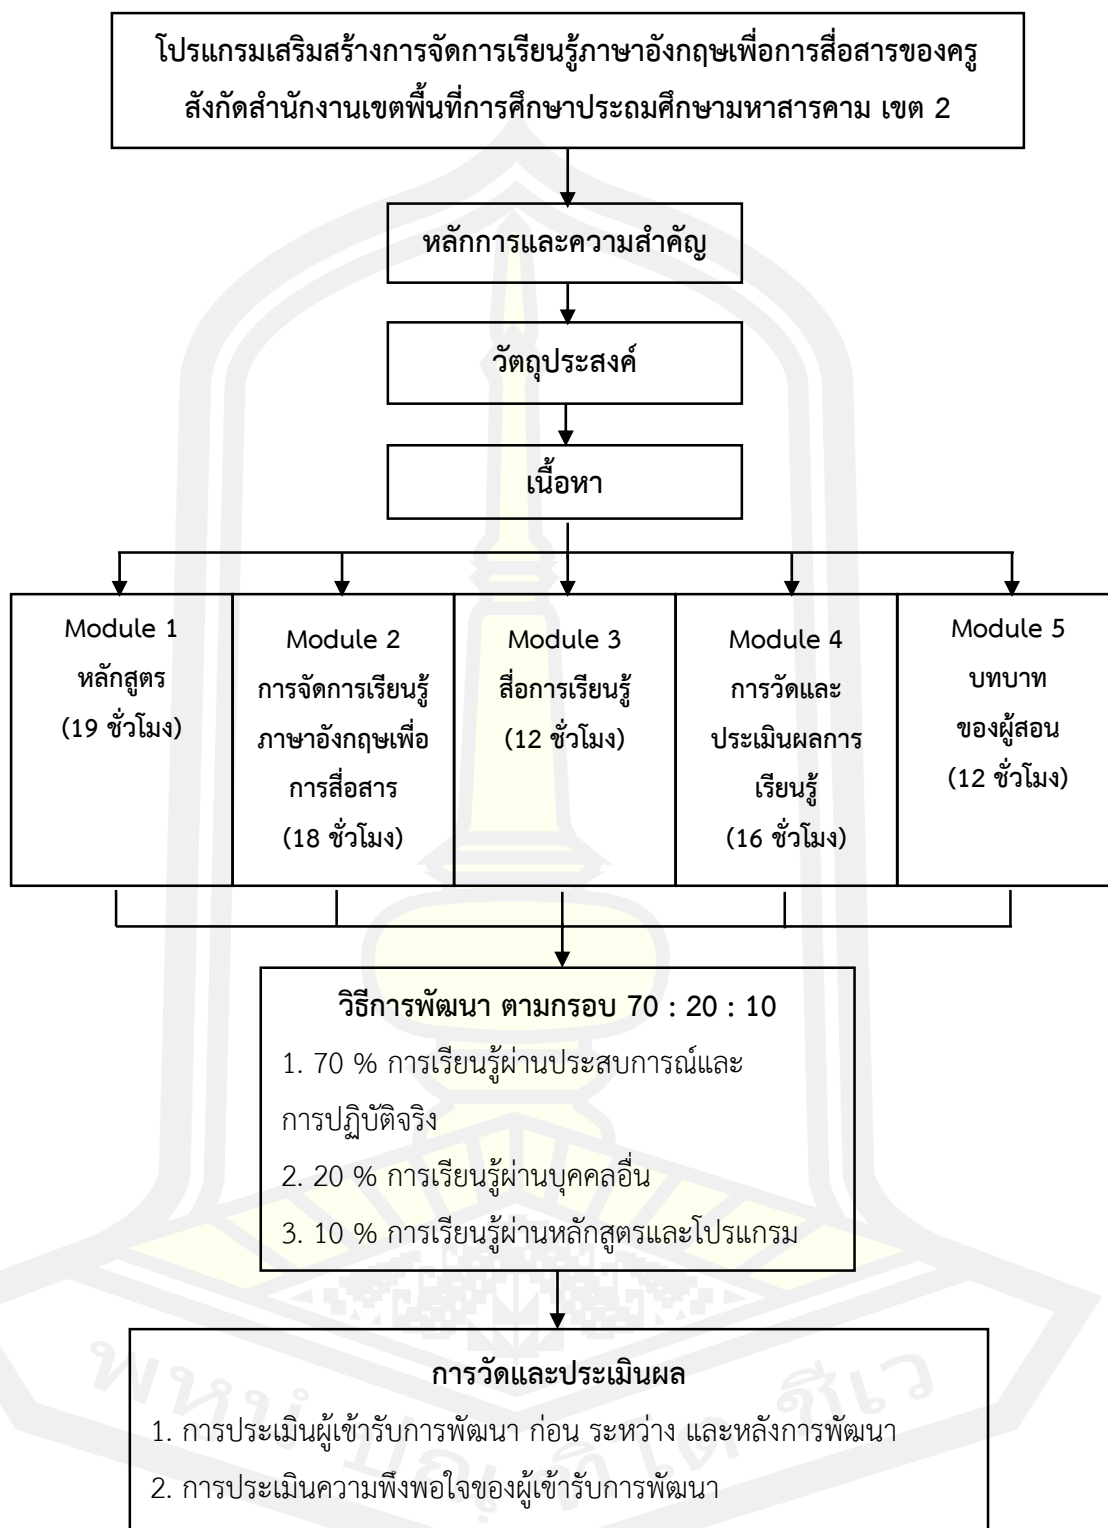 โปรแกรมเสริมสร้างการจัดการเรียนรู้ภาษาอังกฤษเพื่อการสื่อสารของครู
สังกัดสำนักงานเขตพื้นที่การศึกษาประถมศึกษามหาสารคาม เขต 2
หลักการและความสำคัญ
วัตถุประสงค์
เนื้อหา
Module 1
หลักสูตร
(19 ชั่วโมง)
Module 2
การจัดการเรียนรู้
ภาษาอังกฤษเพื่อ
การสื่อสาร
(18 ชั่วโมง)
Module 3
สื่อการเรียนรู้
(12 ชั่วโมง)
Module 4
การวัดและ
ประเมินผลการ
เรียนรู้
(16 ชั่วโมง)
Module 5
บทบาท
ของผู้สอน
(12 ชั่วโมง)
วิธีการพัฒนา ตามกรอบ 70 : 20 : 10
1. 70 % การเรียนรู้ผ่านประสบการณ์และ
การปฏิบัติจริง
2. 20 % การเรียนรู้ผ่านบุคคลอื่น
3. 10 % การเรียนรู้ผ่านหลักสูตรและโปรแกรม
การวัดและประเมินผล
1. การประเมินผู้เข้ารับการพัฒนา ก่อน ระหว่าง และหลังการพัฒนา
2. การประเมินความพึงพอใจของผู้เข้ารับการพัฒนา
พหูนํ ปณฺฑิโต ชีเว